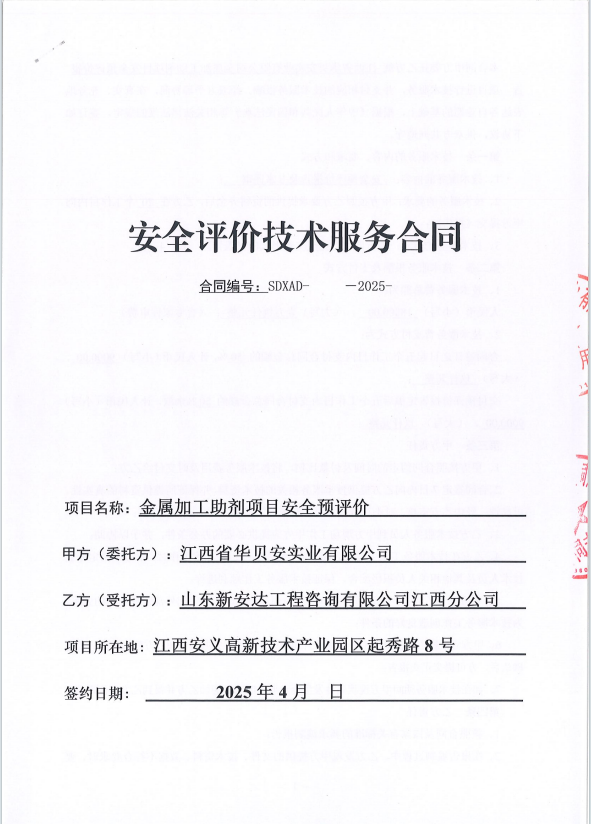 安全评价技术服务合同
合同编号：SDXAD-　　—2025-
项目名称：金属加工助剂项目安全预评价
甲方（委托方）：江西省华贝安实业有限公司
乙方（受托方）：山东新安达工程咨询有限公司江西分公司
项目所在地：江西安义高新技术产业园区起秀路 8 号
签约日期：2025 年 4 月　日